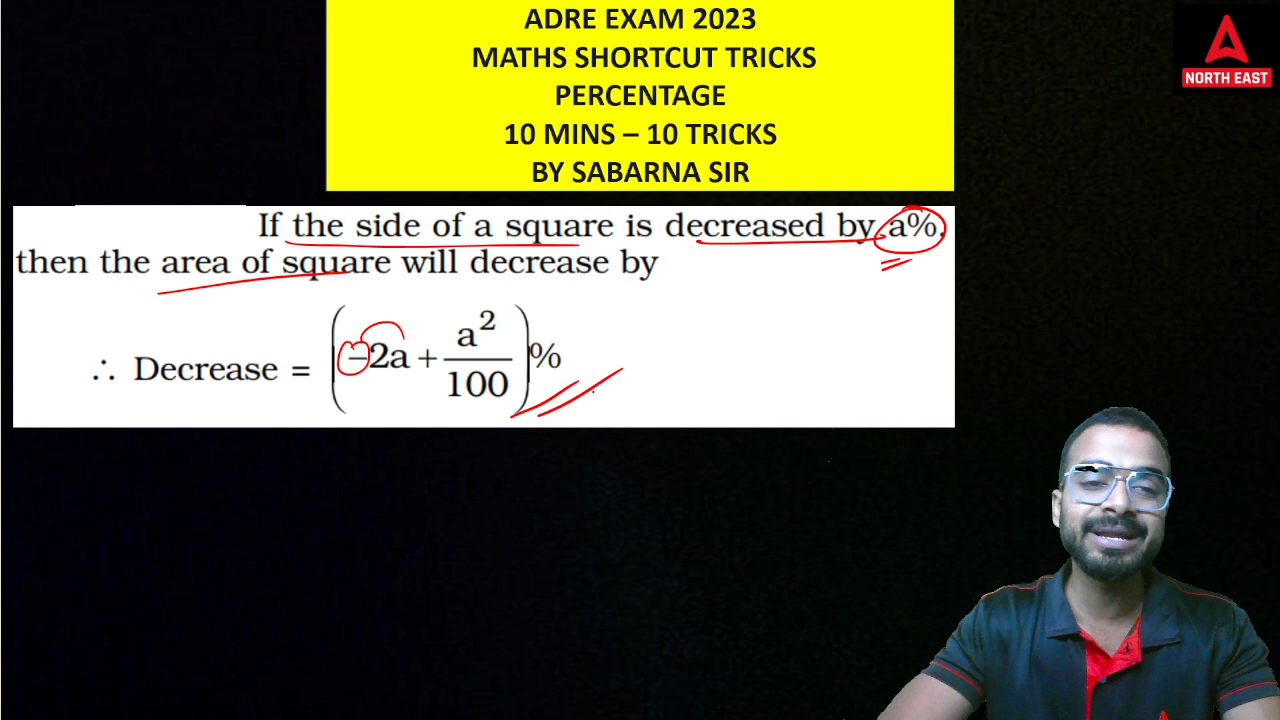 ADRE EXAM 2023
MATHS SHORTCUT TRICKS
PERCENTAGE
10 MINS – 10 TRICKS
BY SABARNA SIR
A
NORTH EAST
If the side of a square is decreased by a%,
then the area of square will decrease by
∴ Decrease = (−2a + a²/100)%